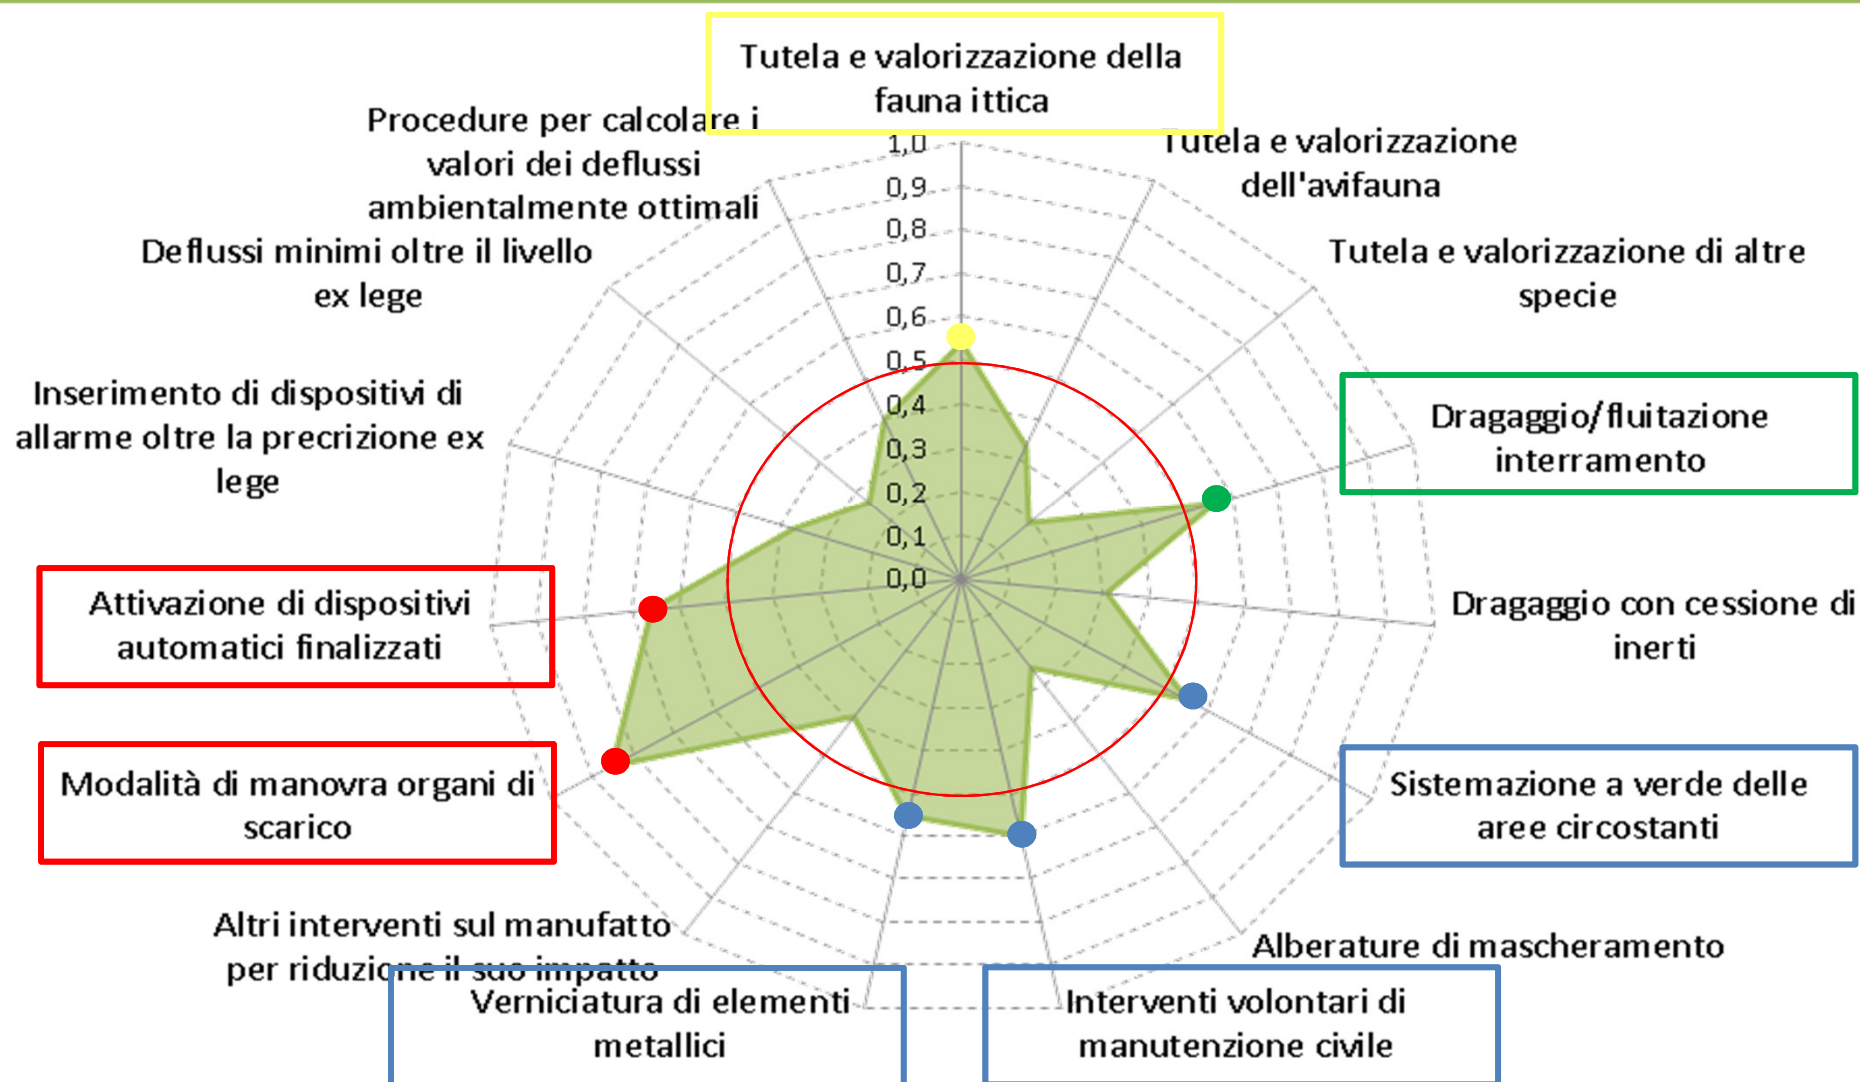 Tutela e valorizzazione della
fauna ittica
Procedure per calcolare i
valori dei deflussi
ambientalmente ottimali
Tutela e valorizzazione
dell'avifauna
Deflussi minimi oltre il livello
ex lege
Tutela e valorizzazione di altre
specie
Inserimento di dispositivi di
allarme oltre la precrizione ex
lege
Dragaggio/fluitazione
interramento
1,0
0,9
0,8
0,7
0,6
0,5
0,4
0,3
0,2
0,1
0,0
Attivazione di dispositivi
automatici finalizzati
Dragaggio con cessione di
inerti
Modalità di manovra organi di
scarico
Sistemazione a verde delle
aree circostanti
Altri interventi sul manufatto
per riduzione il suo impatto
Alberature di mascheramento
Verniciatura di elementi
metallici
Interventi volontari di
manutenzione civile